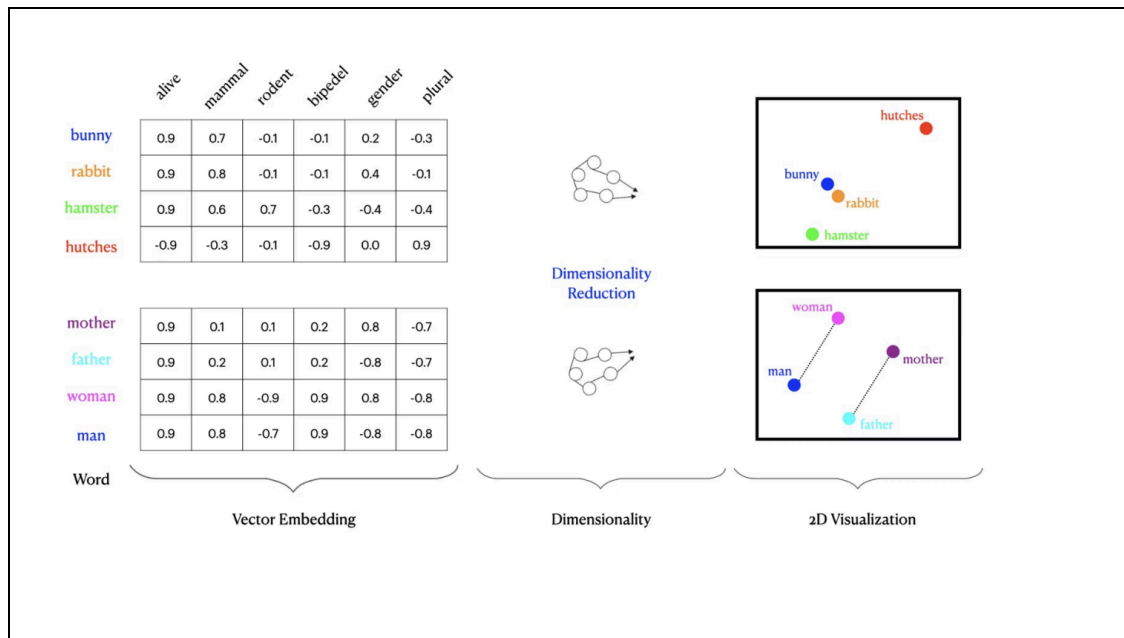 alive mammal rodent bipedel gender plural
bunny 0.9 0.7 -0.1 -0.1 0.2 -0.3
rabbit 0.9 0.8 -0.1 -0.1 0.4 -0.1
hamster 0.9 0.6 0.7 -0.3 -0.4 -0.4
hutches -0.9 -0.3 -0.1 -0.9 0.0 0.9
mother 0.9 0.1 0.1 0.2 0.8 -0.7
father 0.9 0.2 0.1 0.2 -0.8 -0.7
woman 0.9 0.8 -0.9 0.9 0.8 -0.8
man 0.9 0.8 -0.7 0.9 -0.8 -0.8
Word
Vector Embedding
Dimensionality
Reduction
Dimensionality
hutches
bunny
rabbit
hamster
woman
mother
man
father
2D Visualization